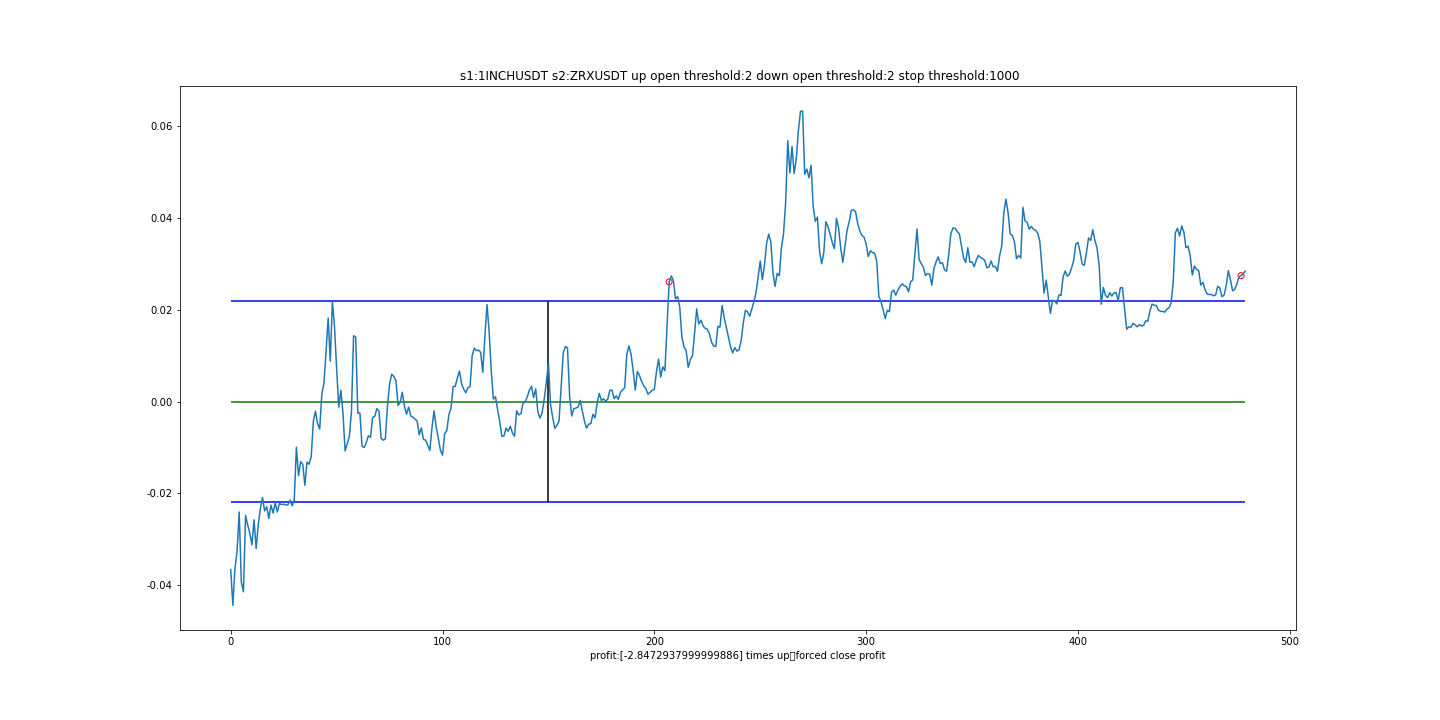 s1:1INCHUSDT s2:ZRXUSDT up open threshold:2 down open threshold:2 stop threshold:1000
0.06
0.04
0.02
0.00
-0.02
-0.04
0 100 200 300 400 500
profit:[-2.8472937999999886] times up▯forced close profit